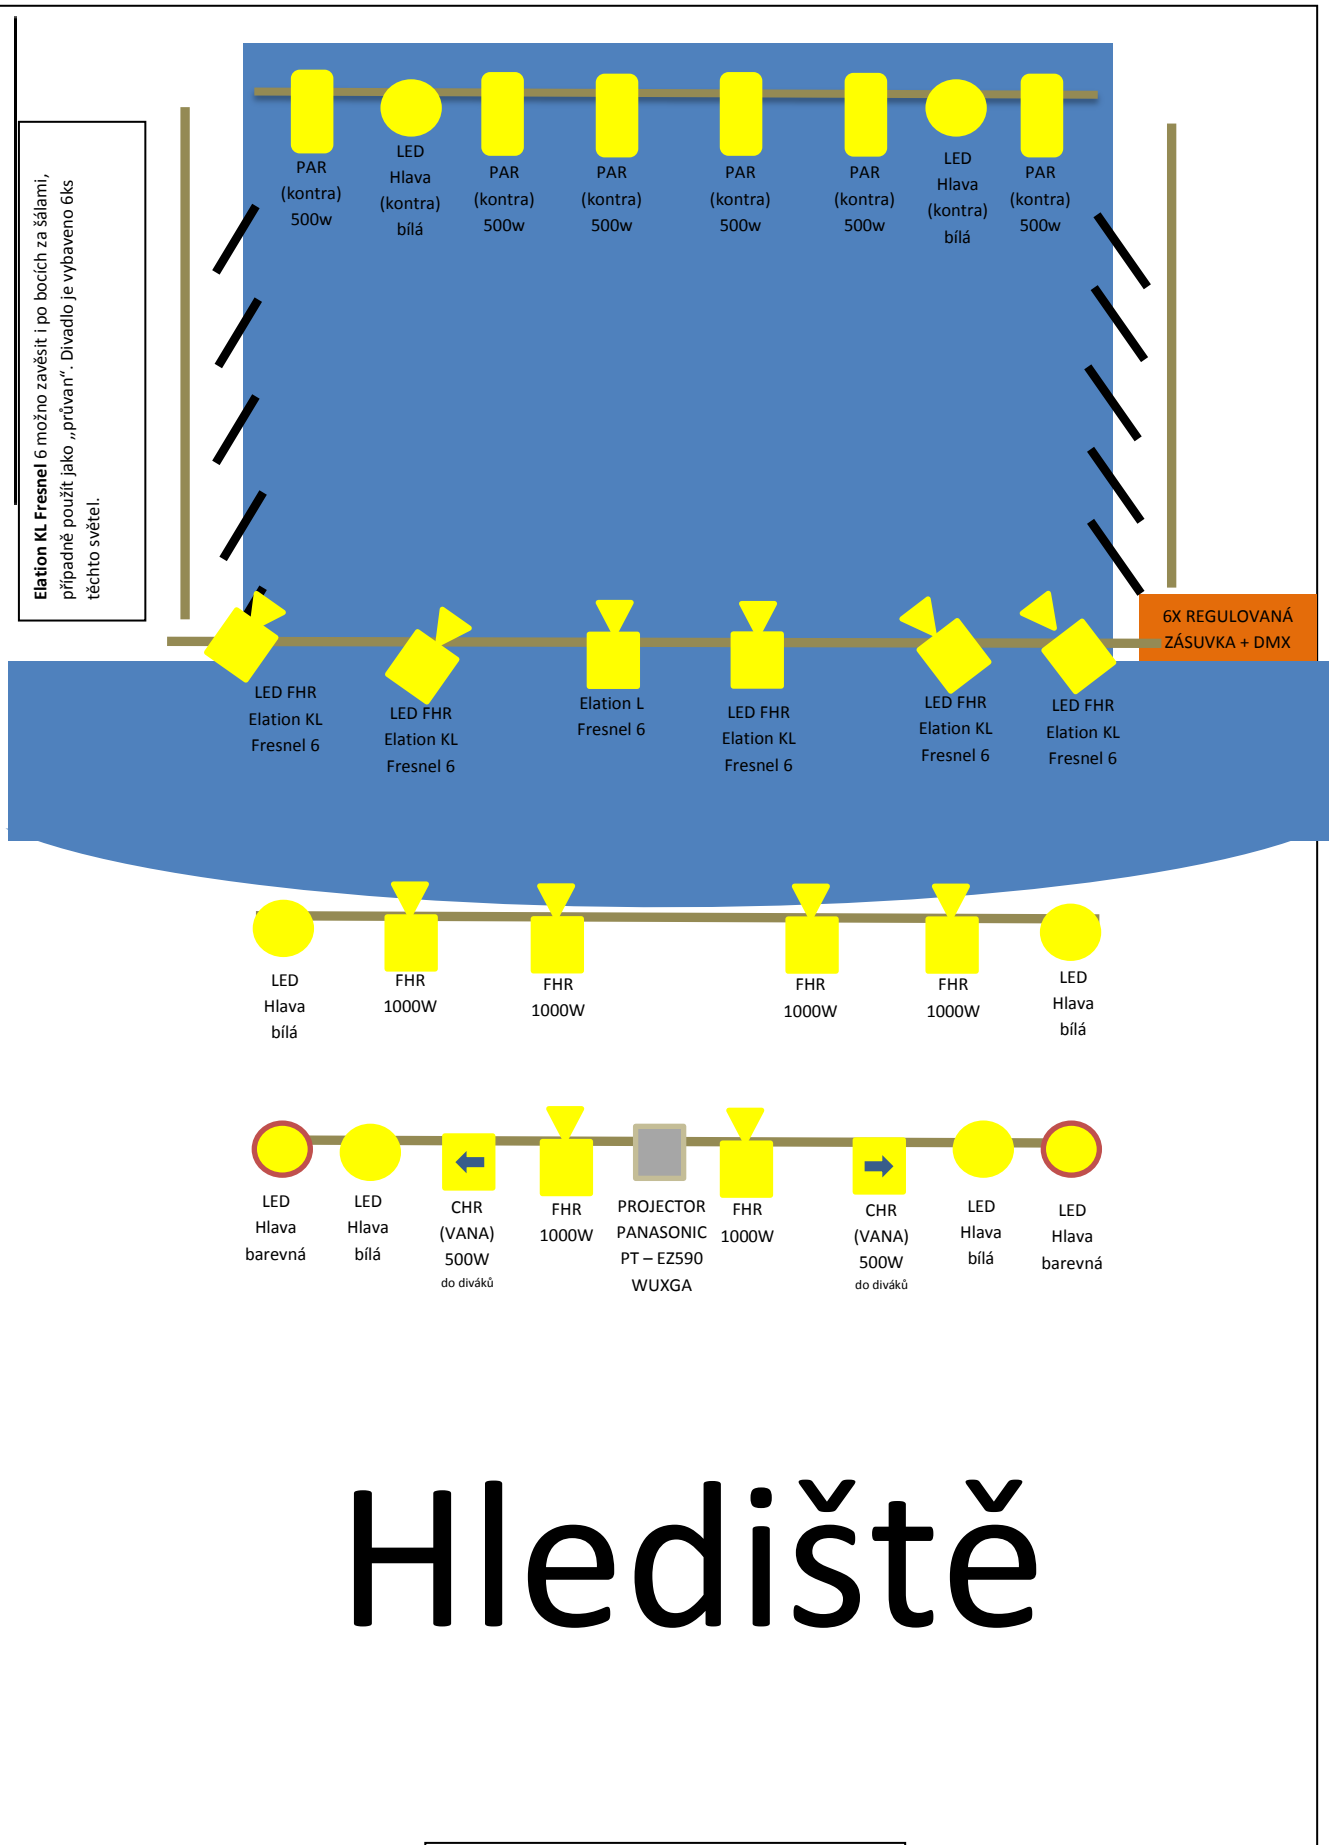 PAR
(kontra)
500w
LED
Hlava
(kontra)
bílá
PAR
(kontra)
500w
PAR
(kontra)
500w
PAR
(kontra)
500w
PAR
(kontra)
500w
LED
Hlava
(kontra)
bílá
PAR
(kontra)
500w
Elation KL Fresnel 6 možno zavěsit i po bocích za šálami,
případně použít jako „průvan“. Divadlo je vybaveno 6ks
těchto světel.
6X REGULOVANÁ
ZÁSUVKA + DMX
LED FHR
Elation KL
Fresnel 6
LED FHR
Elation KL
Fresnel 6
Elation L
Fresnel 6
LED FHR
Elation KL
Fresnel 6
LED FHR
Elation KL
Fresnel 6
LED FHR
Elation KL
Fresnel 6
LED
Hlava
bílá
FHR
1000W
FHR
1000W
FHR
1000W
FHR
1000W
LED
Hlava
bílá
LED
Hlava
barevná
LED
Hlava
bílá
CHR
(VANA)
500W
do diváků
FHR
1000W
PROJECTOR
PANASONIC
PT – EZ590
WUXGA
FHR
1000W
CHR
(VANA)
500W
do diváků
LED
Hlava
bílá
LED
Hlava
barevná
Hlediště